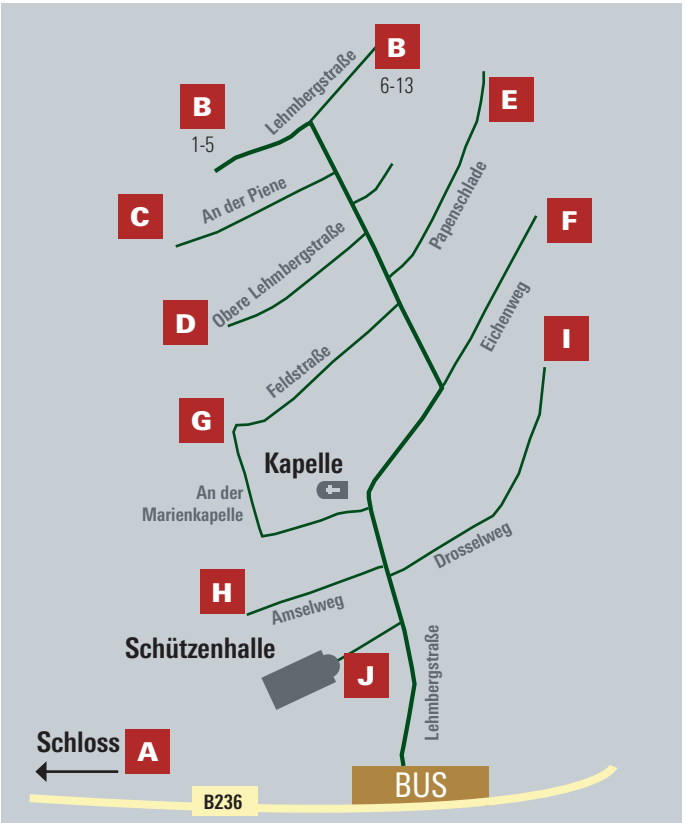 B
6-13
Lehmbergstraße
B
1-5
E
An der Piene
C
Papenschlade
F
Obere Lehmbergstraße
D
Eichenweg
I
Feldstraße
G
Kapelle
An der
Marienkapelle
Drosselweg
H
Amselweg
Schützenhalle
J
Lehmbergstraße
Schloss
A
BUS
B236